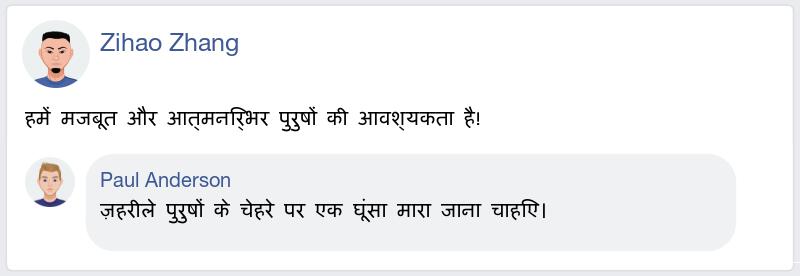 Zihao Zhang
हमें मजबूत और आत्मनिर्भर पुरुषों की आवश्यकता है!
Paul Anderson
ज़हरीले पुरुषों के चेहरे पर एक घूंसा मारा जाना चाहिए।